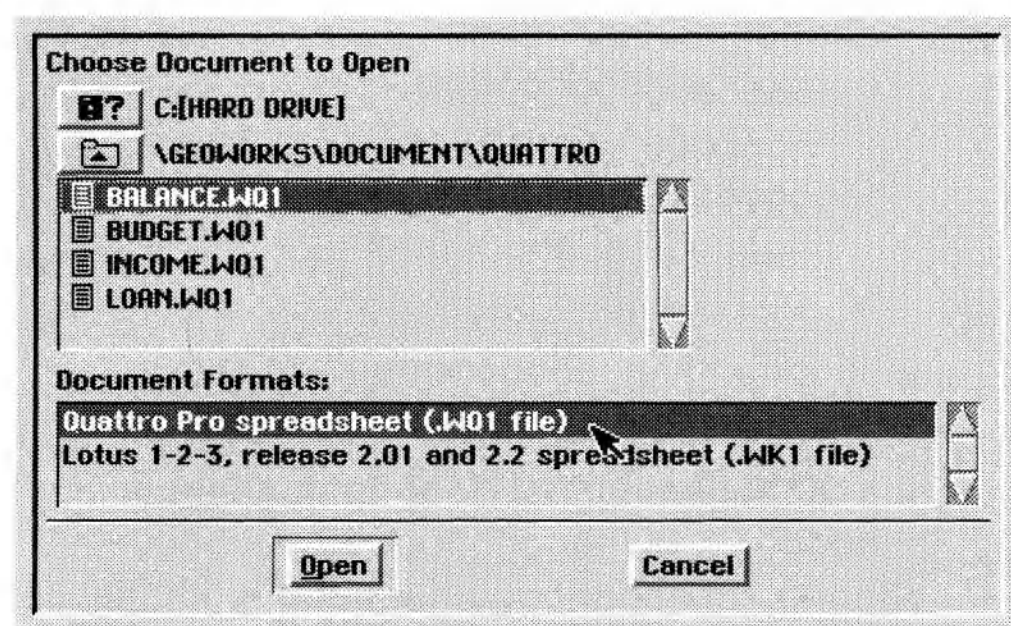 Choose Document to Open
? C:[HARD DRIVE]
\GEOWORKS\DOCUMENT\QUATTRO
BALANCE.WQ1
BUDGET.WQ1
INCOME.WQ1
LOAN.WQ1
Document Formats:
Quattro Pro spreadsheet (.WQ1 file)
Lotus 1-2-3, release 2.01 and 2.2 spreadsheet (.WK1 file)
Open Cancel